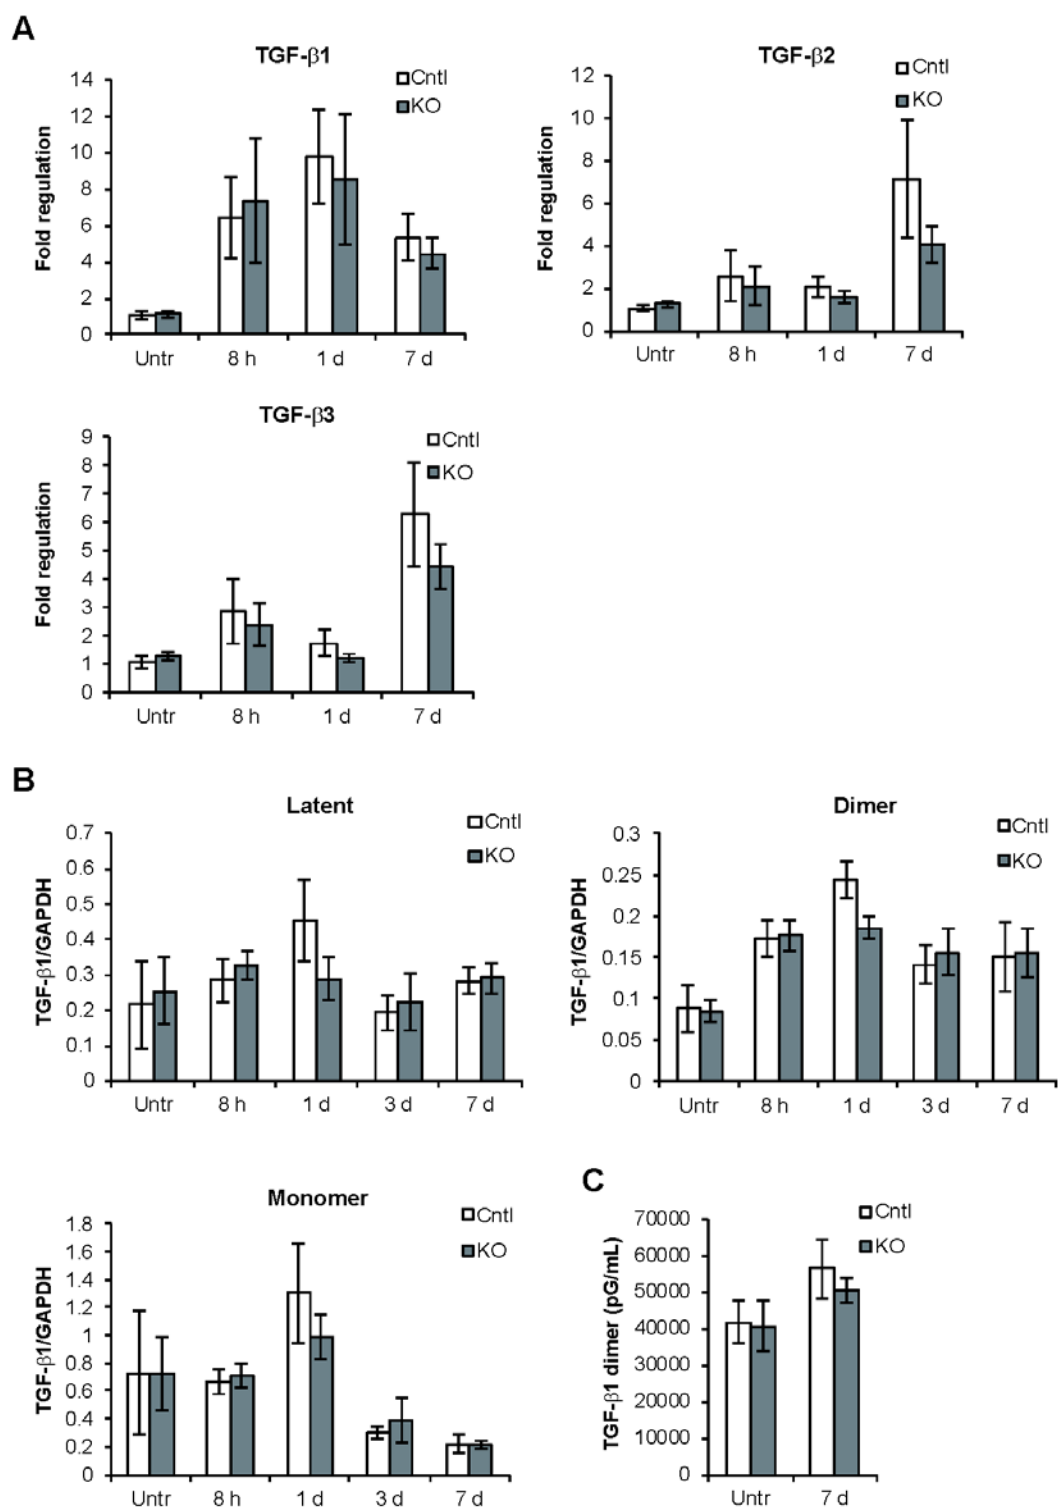 A
TGF-β1
Cntl
KO
Fold regulation
14
12
10
8
6
4
2
0
Untr 8 h 1 d 7 d
TGF-β2
Cntl
KO
Fold regulation
12
10
8
6
4
2
0
Untr 8 h 1 d 7 d
TGF-β3
Cntl
KO
Fold regulation
9
8
7
6
5
4
3
2
1
0
Untr 8 h 1 d 7 d
B
Latent
Cntl
KO
TGF-β1/GAPDH
0.7
0.6
0.5
0.4
0.3
0.2
0.1
0
Untr 8 h 1 d 3 d 7 d
Dimer
Cntl
KO
TGF-β1/GAPDH
0.3
0.25
0.2
0.15
0.1
0.05
0
Untr 8 h 1 d 3 d 7 d
Monomer
Cntl
KO
TGF-β1/GAPDH
1.8
1.6
1.4
1.2
1
0.8
0.6
0.4
0.2
0
Untr 8 h 1 d 3 d 7 d
C
Cntl
KO
TGF-β1 dimer (pG/mL)
70000
60000
50000
40000
30000
20000
10000
0
Untr 7 d